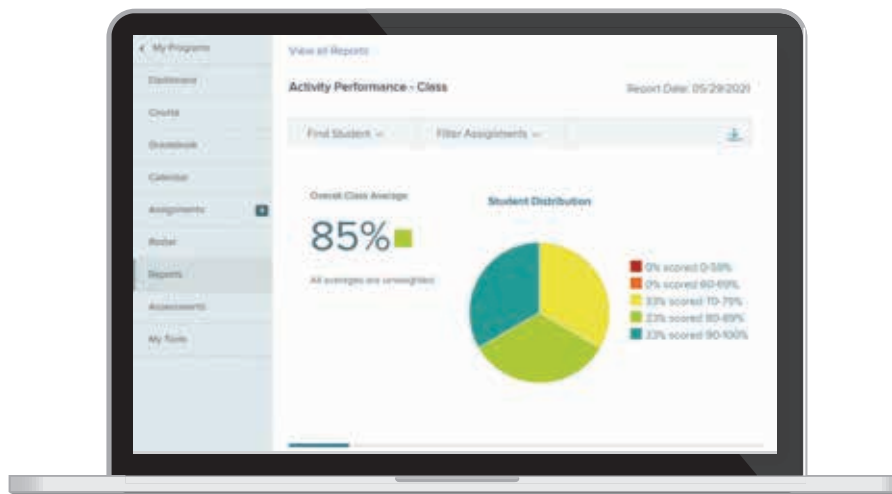 My Programs
Dashboard
Course
Gradebook
Calendar
Assignments
Roster
Reports
Assessments
My Tools
View all Reports
Activity Performance - Class
Report Date: 05/29/2021
Find Student
Filter Assignments
Overall Class Average
85%
All averages are unweighted
Student Distribution
0% scored 0-59%
0% scored 60-69%
33% scored 70-79%
33% scored 80-89%
33% scored 90-100%